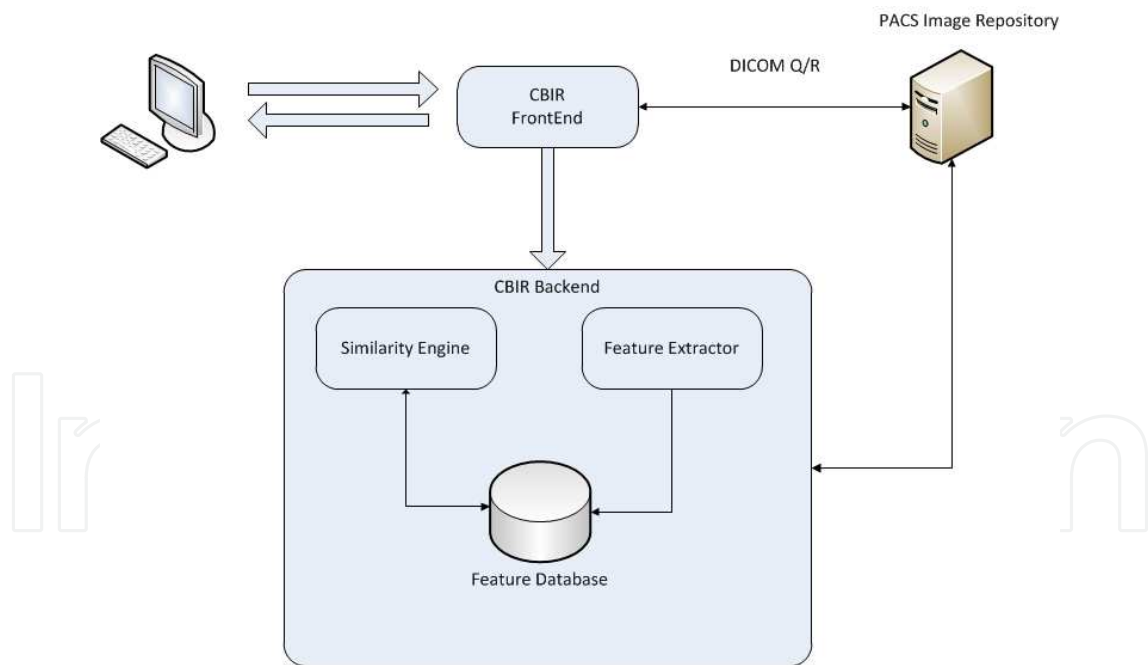 PACS Image Repository
DICOM Q/R
CBIR
FrontEnd
CBIR Backend
Similarity Engine
Feature Extractor
Feature Database